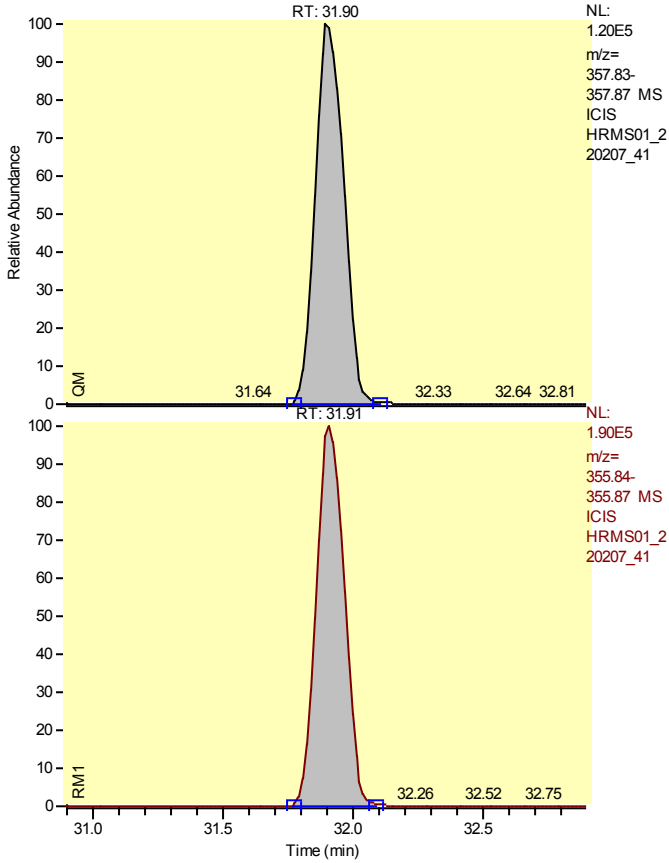 RT: 31.90
NL:
1.20E5
m/z=
357.83-
357.87 MS
ICIS
HRMS01_2
20207_41
100
90
80
70
60
50
40
30
20
10
0
Relative Abundance
QM
31.64
32.33
32.64
32.81
RT: 31.91
NL:
1.90E5
m/z=
355.84-
355.87 MS
ICIS
HRMS01_2
20207_41
100
90
80
70
60
50
40
30
20
10
0
RM1
32.26
32.52
32.75
31.0
31.5
32.0
32.5
Time (min)